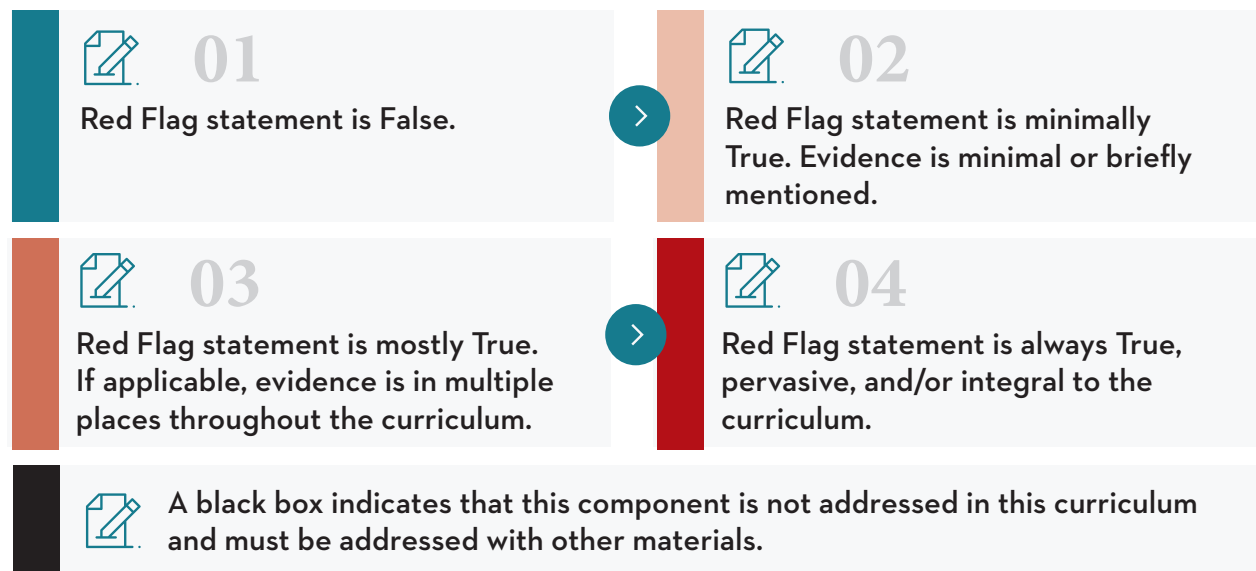 01
Red Flag statement is False.
02
Red Flag statement is minimally
True. Evidence is minimal or briefly
mentioned.
03
Red Flag statement is mostly True.
If applicable, evidence is in multiple
places throughout the curriculum.
04
Red Flag statement is always True,
pervasive, and/or integral to the
curriculum.
A black box indicates that this component is not addressed in this curriculum
and must be addressed with other materials.